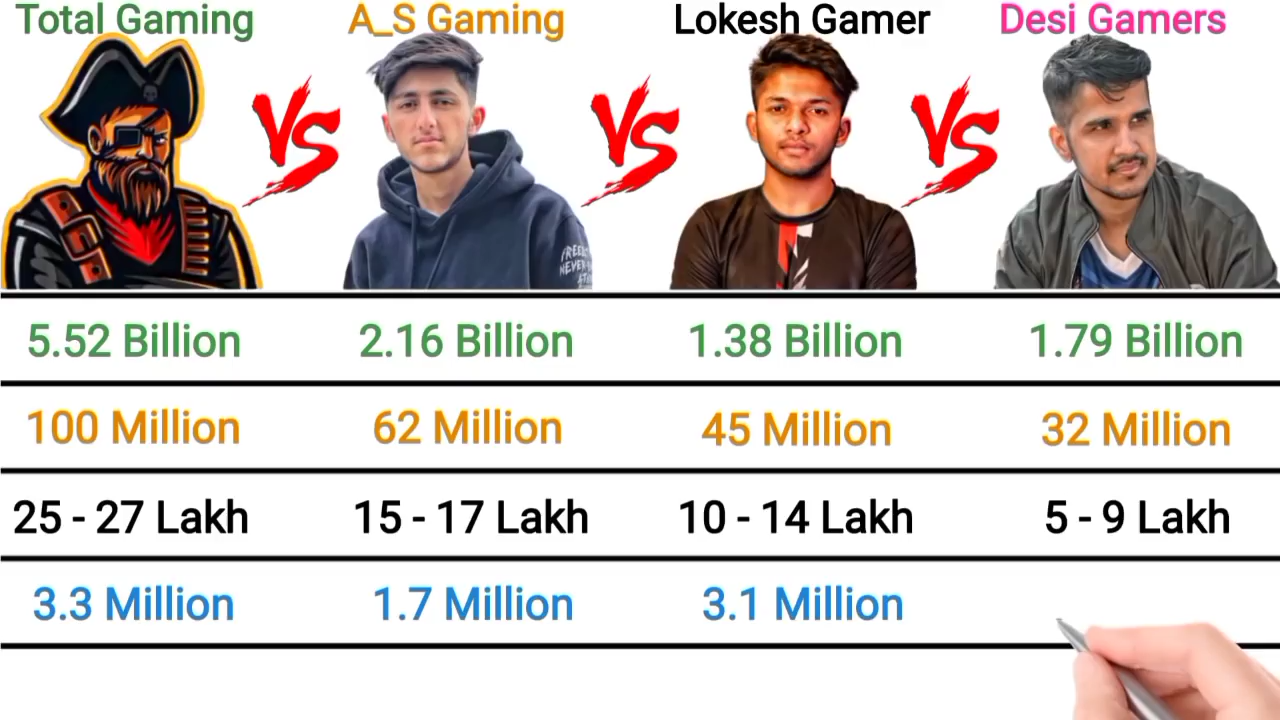 Total Gaming A_S Gaming Lokesh Gamer Desi Gamers
VS VS VS
5.52 Billion 2.16 Billion 1.38 Billion 1.79 Billion
100 Million 62 Million 45 Million 32 Million
25 - 27 Lakh 15 - 17 Lakh 10 - 14 Lakh 5 - 9 Lakh
3.3 Million 1.7 Million 3.1 Million